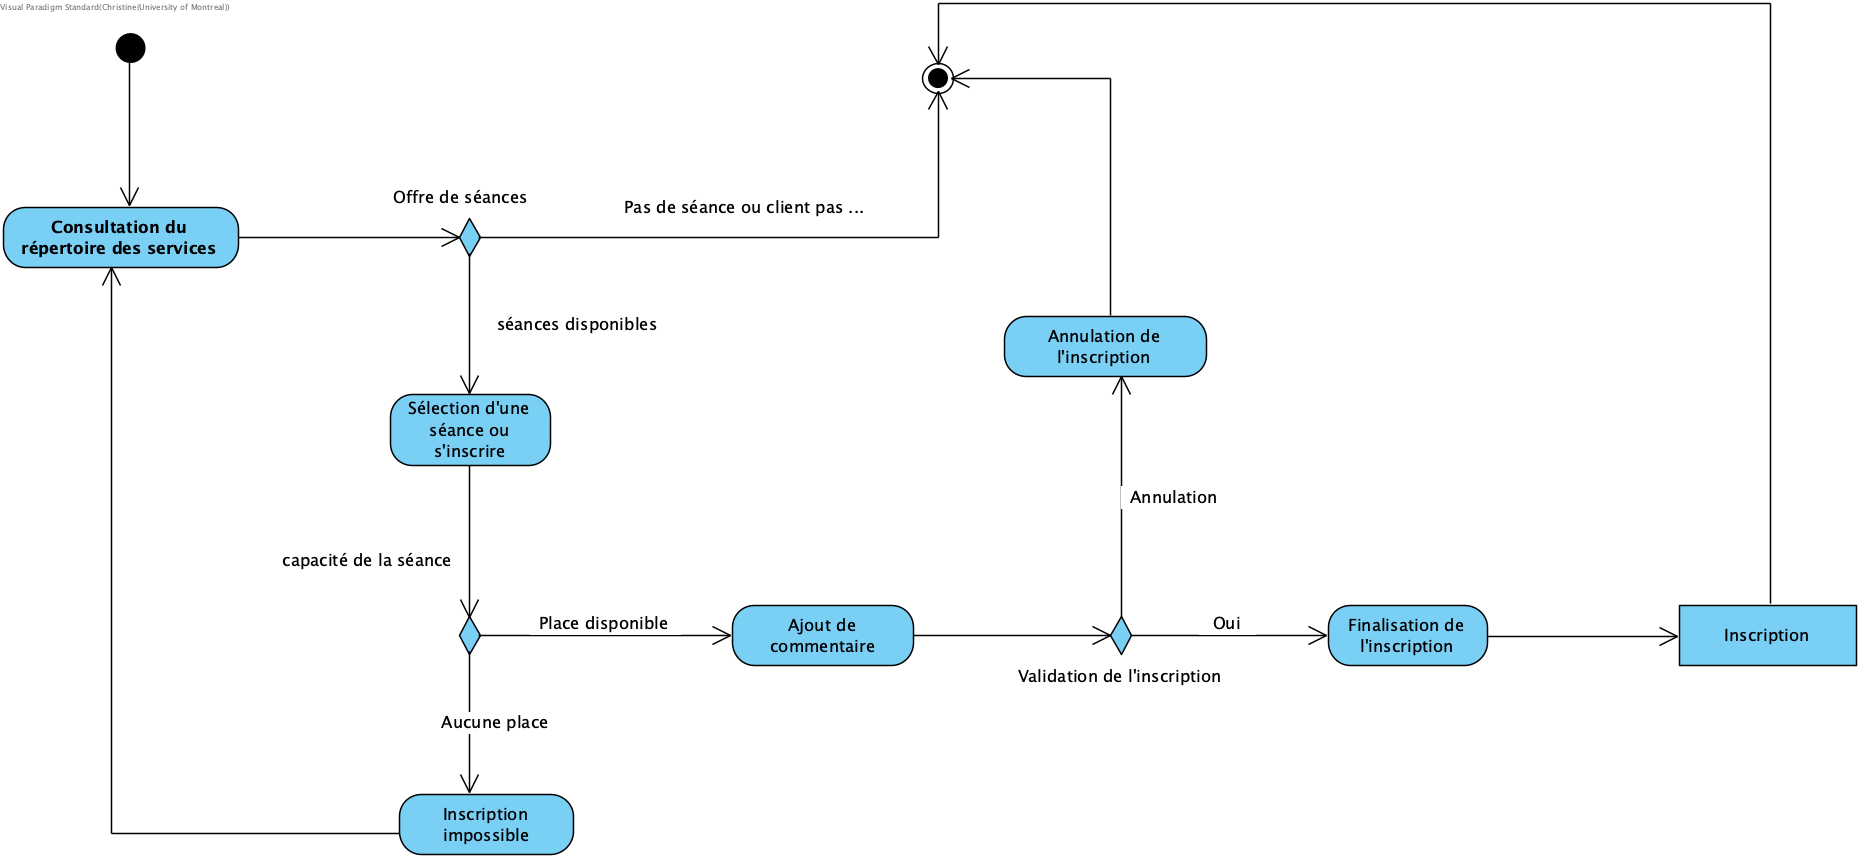 Visual Paradigm Standard(Christine(University of Montreal))
Offre de séances
Pas de séance ou client pas ...
Consultation du
répertoire des services
séances disponibles
Annulation de
l'inscription
Sélection d'une
séance ou
s'inscrire
Annulation
capacité de la séance
Place disponible
Ajout de
commentaire
Oui
Finalisation de
l'inscription
Inscription
Validation de l'inscription
Aucune place
Inscription
impossible